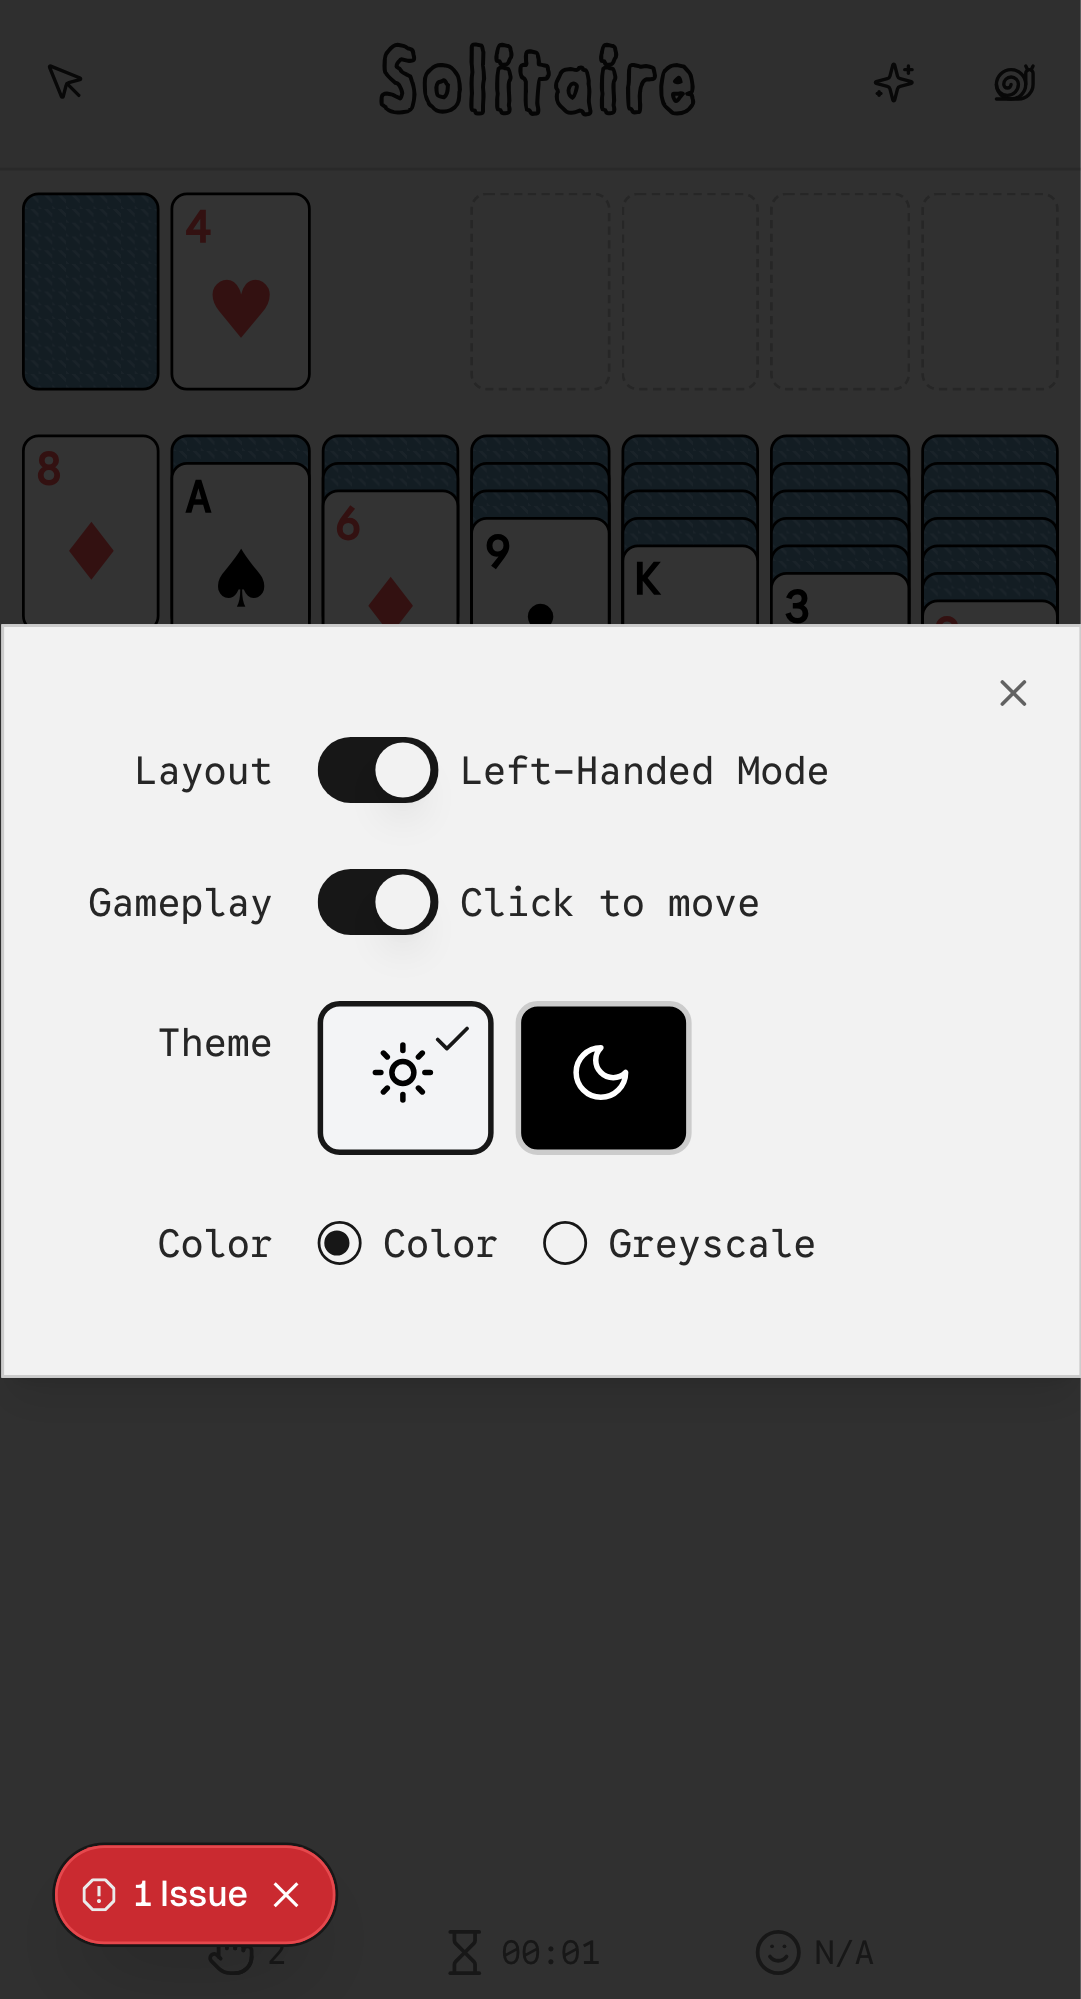 Solitaire
4
8
A
6
9
K
3
Layout
Left-Handed Mode
Gameplay
Click to move
Theme
Color
Color
Greyscale
1 Issue
2
00:01
N/A